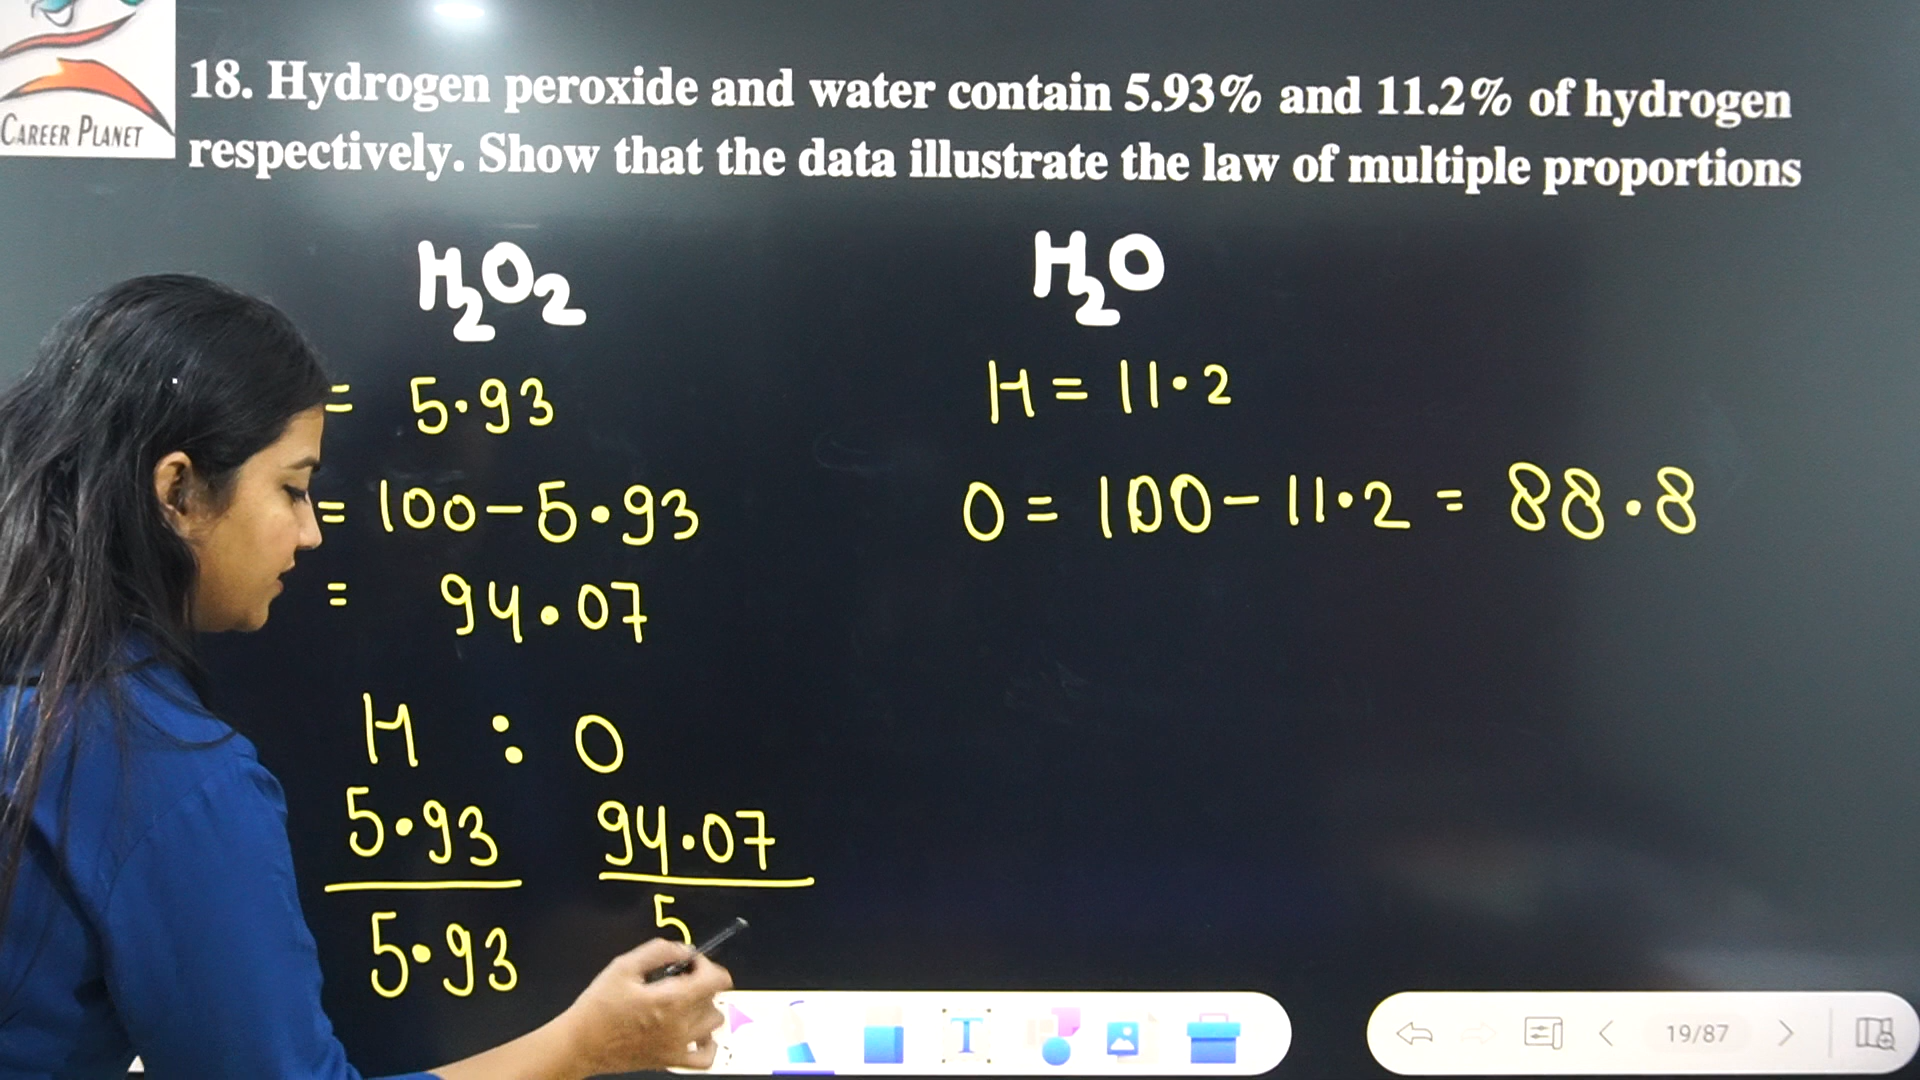 CAREER PLANET
18. Hydrogen peroxide and water contain 5.93% and 11.2% of hydrogen
respectively. Show that the data illustrate the law of multiple proportions
H2O2
= 5.93
= 100-5.93
= 94.07
H : O
5.93 94.07
5.93 5
H2O
H = 11.2
O = 100-11.2 = 88.8
T
19/87